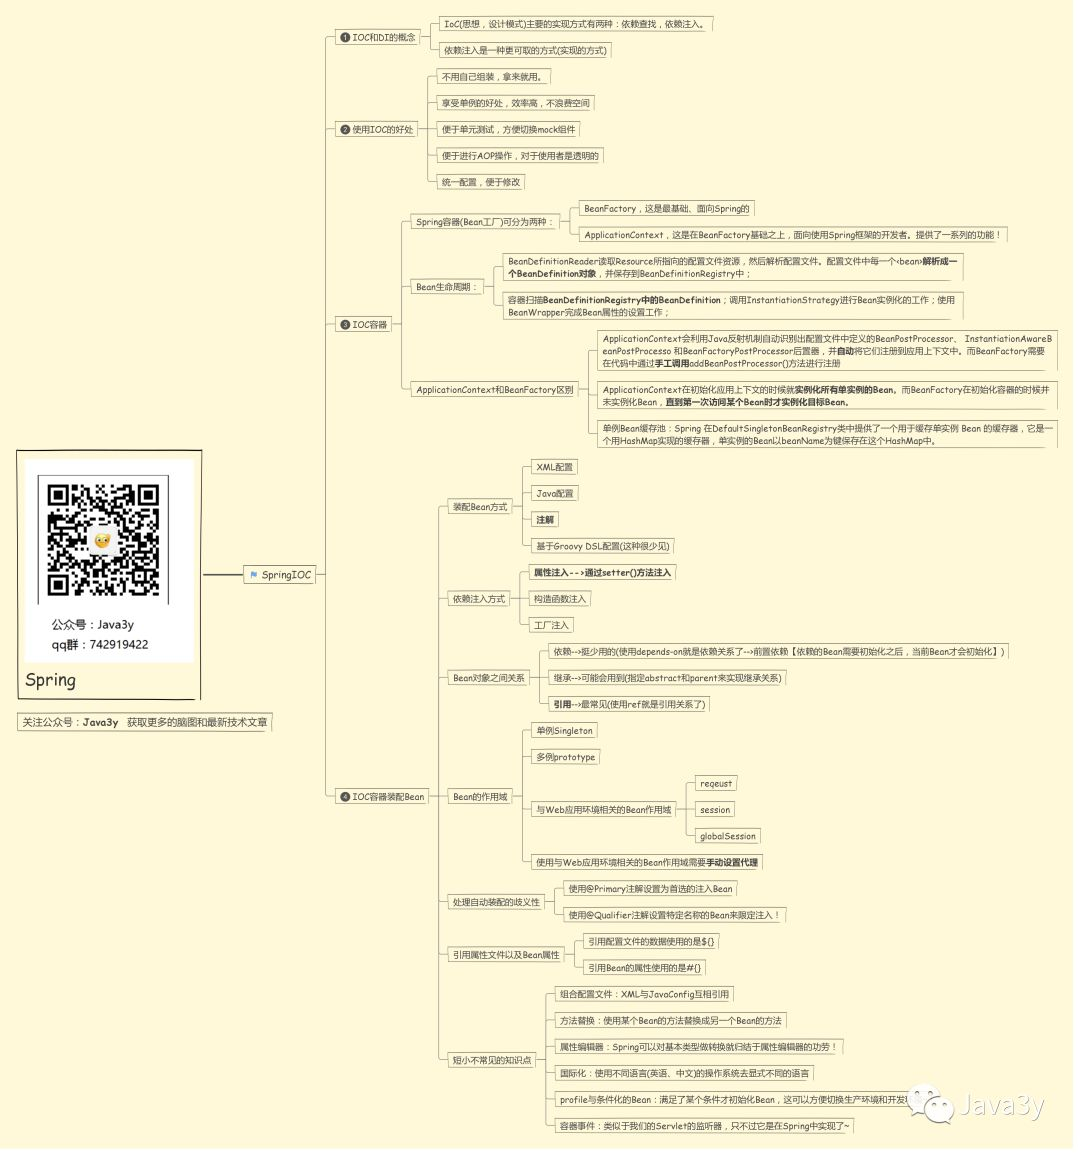 公众号：Java3y
qq群：742919422
Spring
关注公众号：Java3y 获取更多的脑图和最新技术文章
SpringIOC
1 IOC和DI的概念
IoC(思想，设计模式)主要的实现方式有两种：依赖查找，依赖注入。
依赖注入是一种更可取的方式(实现的方式)
2 使用IOC的好处
不用自己组装，拿来就用。
享受单例的好处，效率高，不浪费空间
便于单元测试，方便切换mock组件
便于进行AOP操作，对于使用者是透明的
统一配置，便于修改
3 IOC容器
Spring容器(Bean工厂)可分为两种：
BeanFactory，这是最基础、面向Spring的
ApplicationContext，这是在BeanFactory基础之上，面向使用Spring框架的开发者。提供了一系列的功能！
Bean生命周期：
BeanDefinitionReader读取Resource所指向的配置文件资源，然后解析配置文件。配置文件中每一个<bean>解析成一
个BeanDefinition对象，并保存到BeanDefinitionRegistry中；
容器扫描BeanDefinitionRegistry中的BeanDefinition；调用InstantiationStrategy进行Bean实例化的工作；使用
BeanWrapper完成Bean属性的设置工作；
ApplicationContext和BeanFactory区别
ApplicationContext会利用Java反射机制自动识别出配置文件中定义的BeanPostProcessor、 InstantiationAwareB
eanPostProcesso 和BeanFactoryPostProcessor后置器，并自动将它们注册到应用上下文中。而BeanFactory需要
在代码中通过手工调用addBeanPostProcessor()方法进行注册
ApplicationContext在初始化应用上下文的时候就实例化所有单实例的Bean。而BeanFactory在初始化容器的时候并
未实例化Bean，直到第一次访问某个Bean时才实例化目标Bean。
单例Bean缓存池：Spring 在DefaultSingletonBeanRegistry类中提供了一个用于缓存单实例 Bean 的缓存器，它是一
个用HashMap实现的缓存器，单实例的Bean以beanName为键保存在这个HashMap中。
4 IOC容器装配Bean
装配Bean方式
XML配置
Java配置
注解
基于Groovy DSL配置(这种很少见)
依赖注入方式
属性注入-->通过setter()方法注入
构造函数注入
工厂注入
Bean对象之间关系
依赖-->挺少用的(使用depends-on就是依赖关系了-->前置依赖【依赖的Bean需要初始化之后，当前Bean才会初始化】)
继承-->可能会用到(指定abstract和parent来实现继承关系)
引用-->最常见(使用ref就是引用关系了)
Bean的作用域
单例Singleton
多例prototype
与Web应用环境相关的Bean作用域
reqeust
session
globalSession
使用与Web应用环境相关的Bean作用域需要手动设置代理
处理自动装配的歧义性
使用@Primary注解设置为首选的注入Bean
使用@Qualifier注解设置特定名称的Bean来限定注入！
引用属性文件以及Bean属性
引用配置文件的数据使用的是${}
引用Bean的属性使用的是#{}
短小不常见的知识点
组合配置文件：XML与JavaConfig互相引用
方法替换：使用某个Bean的方法替换成另一个Bean的方法
属性编辑器：Spring可以对基本类型做转换就归结于属性编辑器的功劳！
国际化：使用不同语言(英语、中文)的操作系统去显式不同的语言
profile与条件化的Bean：满足了某个条件才初始化Bean，这可以方便切换生产环境和开发
容器事件：类似于我们的Servlet的监听器，只不过它是在Spring中实现了~
Java3y